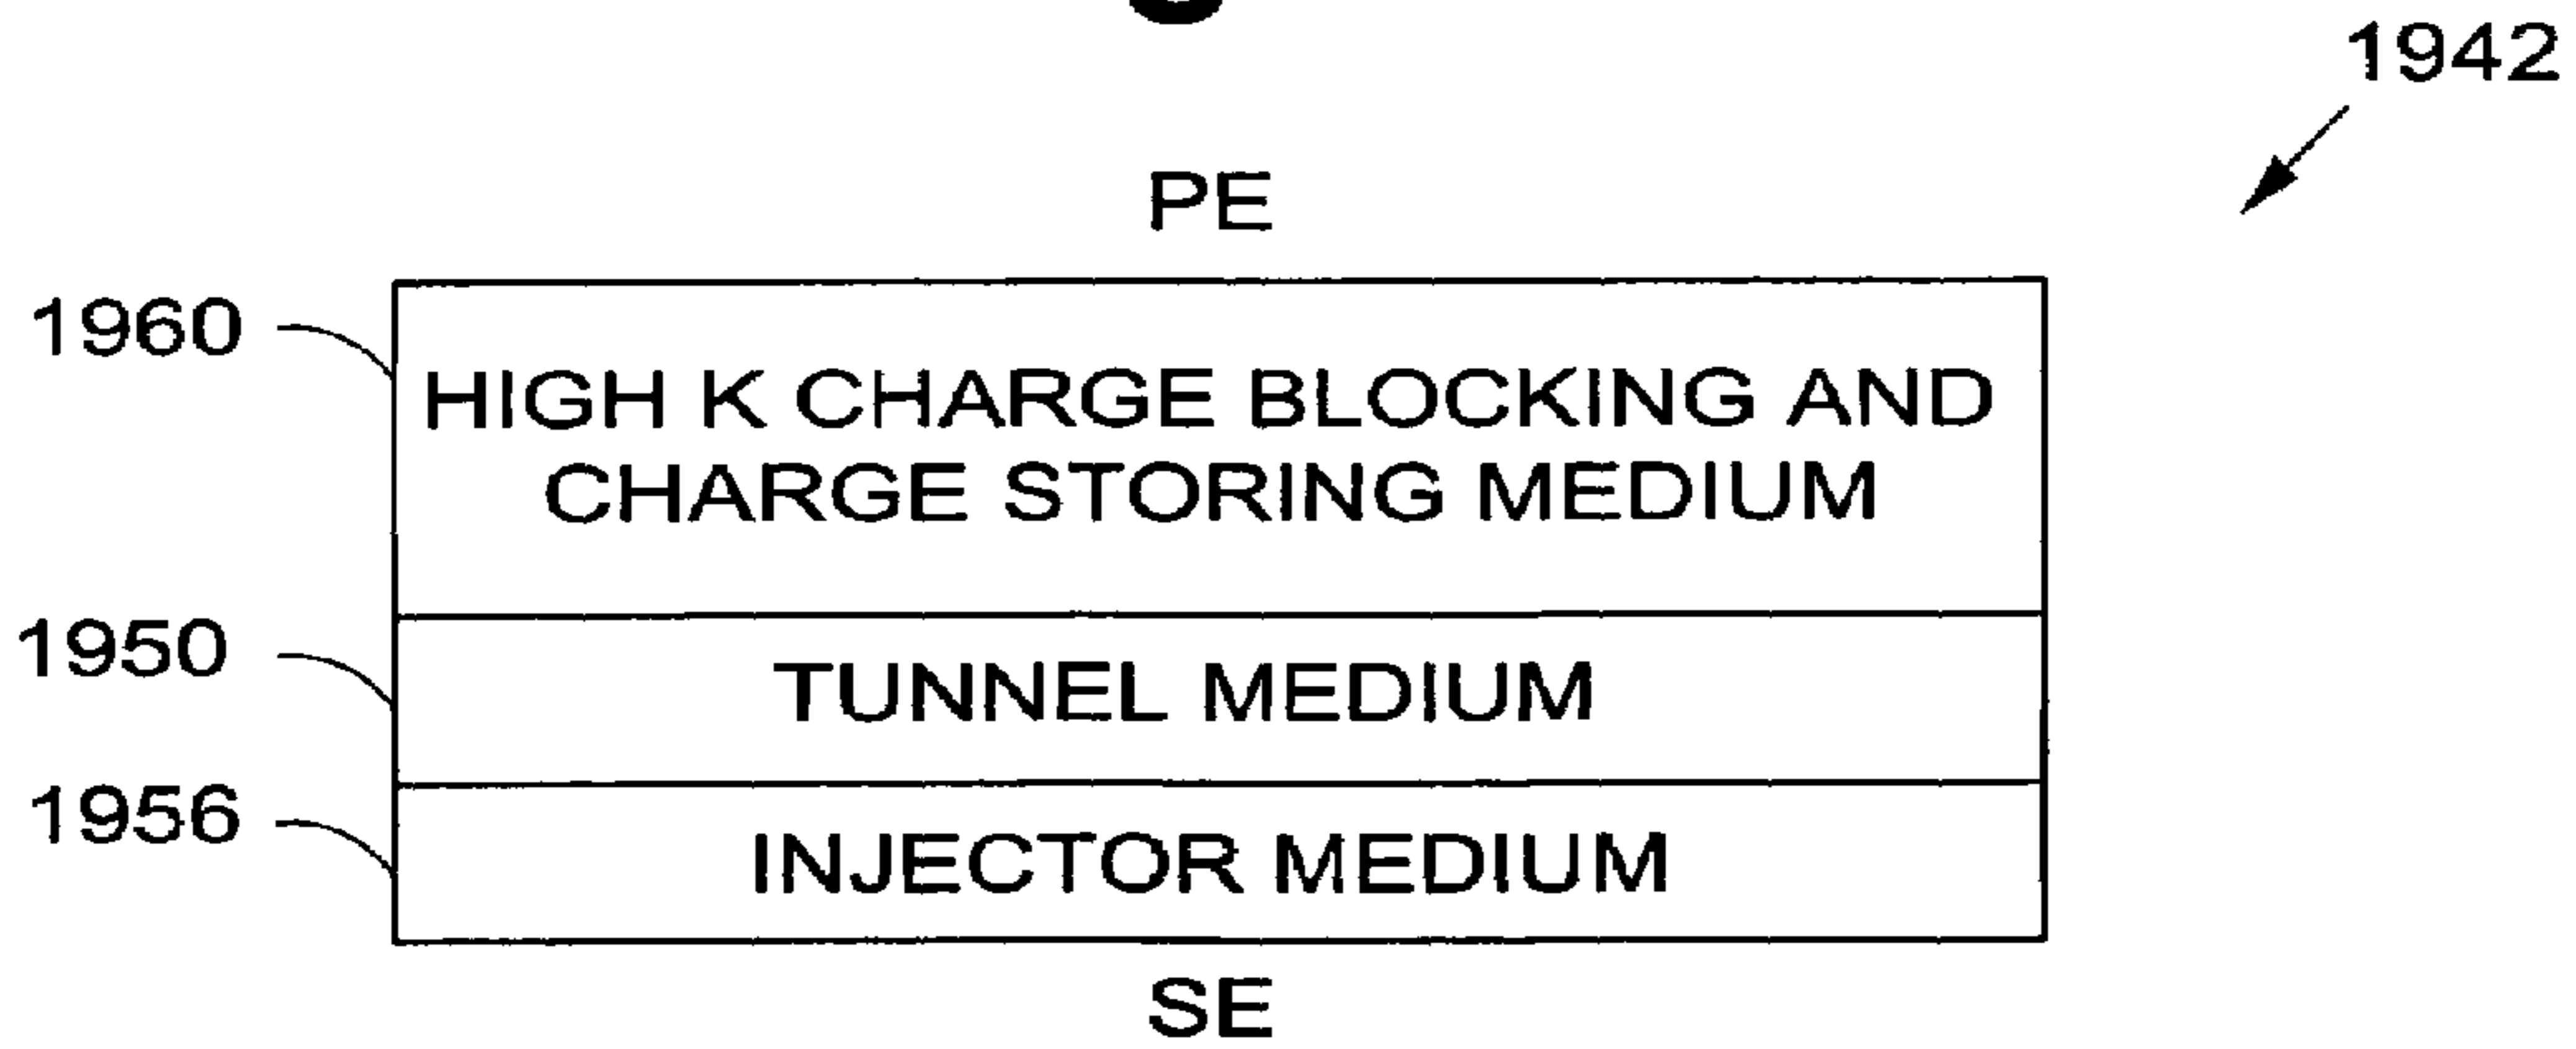 1942
PE
1960
HIGH K CHARGE BLOCKING AND
CHARGE STORING MEDIUM
1950
TUNNEL MEDIUM
1956
INJECTOR MEDIUM
SE